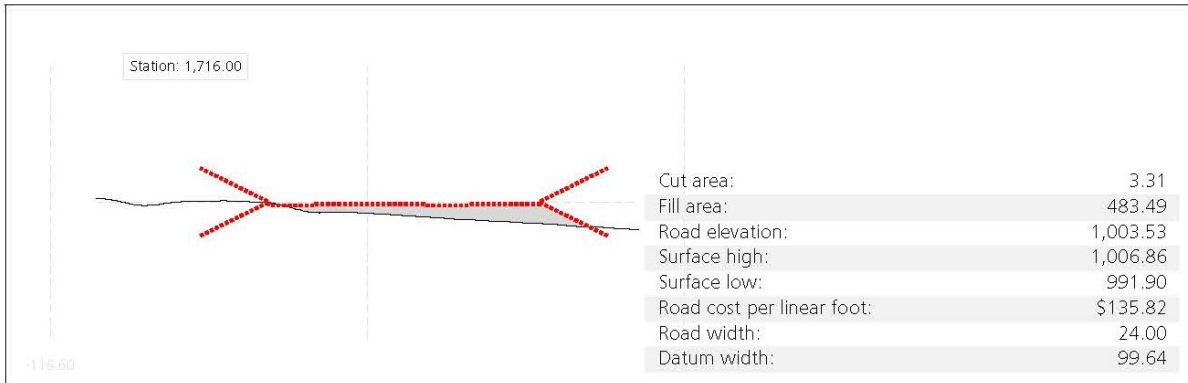 Station: 1,716.00
Cut area: 3.31
Fill area: 483.49
Road elevation: 1,003.53
Surface high: 1,006.86
Surface low: 991.90
Road cost per linear foot: $135.82
Road width: 24.00
Datum width: 99.64
-116.60